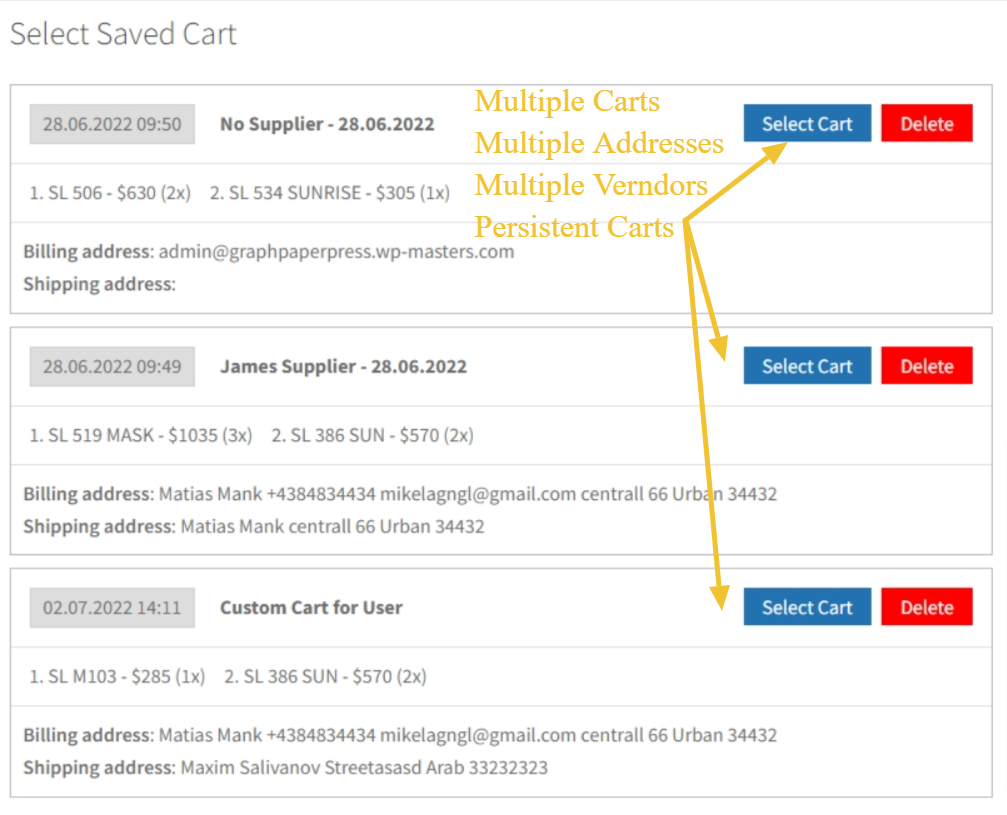 Select Saved Cart
Multiple Carts
28.06.2022 09:50 No Supplier - 28.06.2022 Select Cart Delete
Multiple Addresses
1. SL 506 - $630 (2x) 2. SL 534 SUNRISE - $305 (1x)
Multiple Verndors
Persistent Carts
Billing address: admin@graphpaperpress.wp-masters.com
Shipping address:
28.06.2022 09:49 James Supplier - 28.06.2022 Select Cart Delete
1. SL 519 MASK - $1035 (3x) 2. SL 386 SUN - $570 (2x)
Billing address: Matias Mank +4384834434 mikelagngl@gmail.com centrall 66 Urban 34432
Shipping address: Matias Mank centrall 66 Urban 34432
02.07.2022 14:11 Custom Cart for User Select Cart Delete
1. SL M103 - $285 (1x) 2. SL 386 SUN - $570 (2x)
Billing address: Matias Mank +4384834434 mikelagngl@gmail.com centrall 66 Urban 34432
Shipping address: Maxim Salivanov Streetasasd Arab 33232323